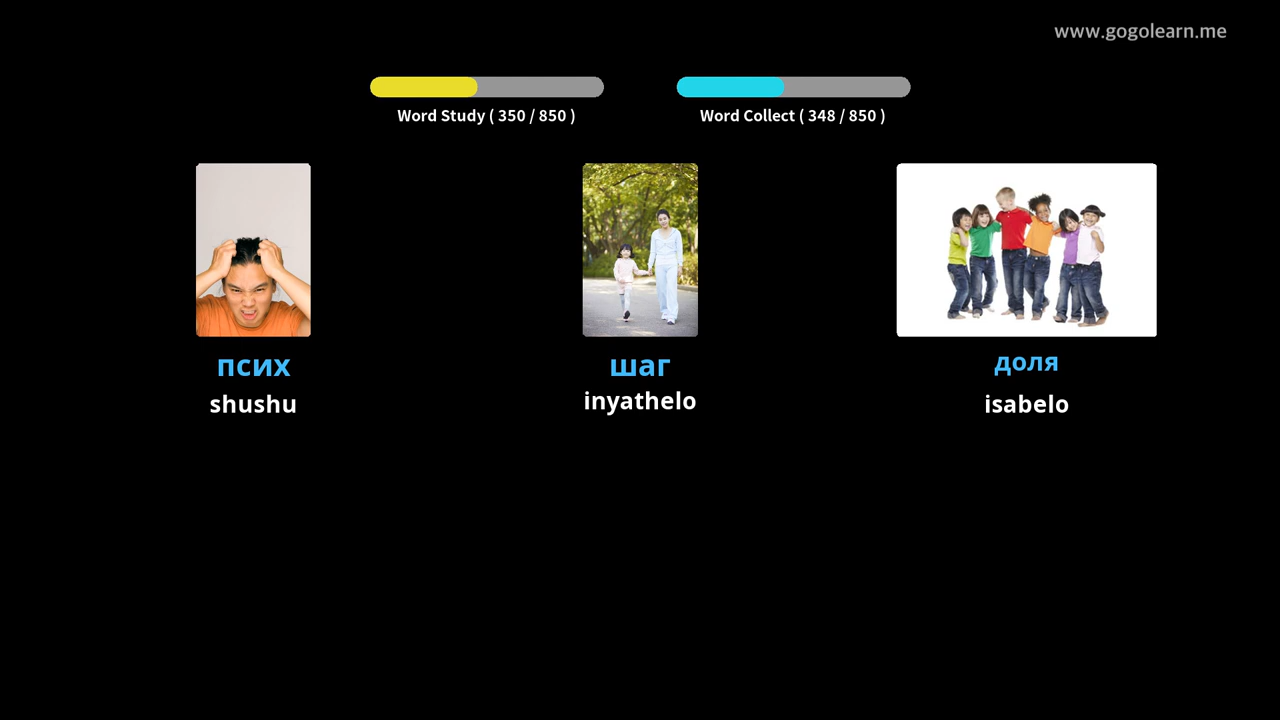 www.gogolearn.me
Word Study ( 350 / 850 )
Word Collect ( 348 / 850 )
псих
шаг
доля
shushu
inyathelo
isabelo